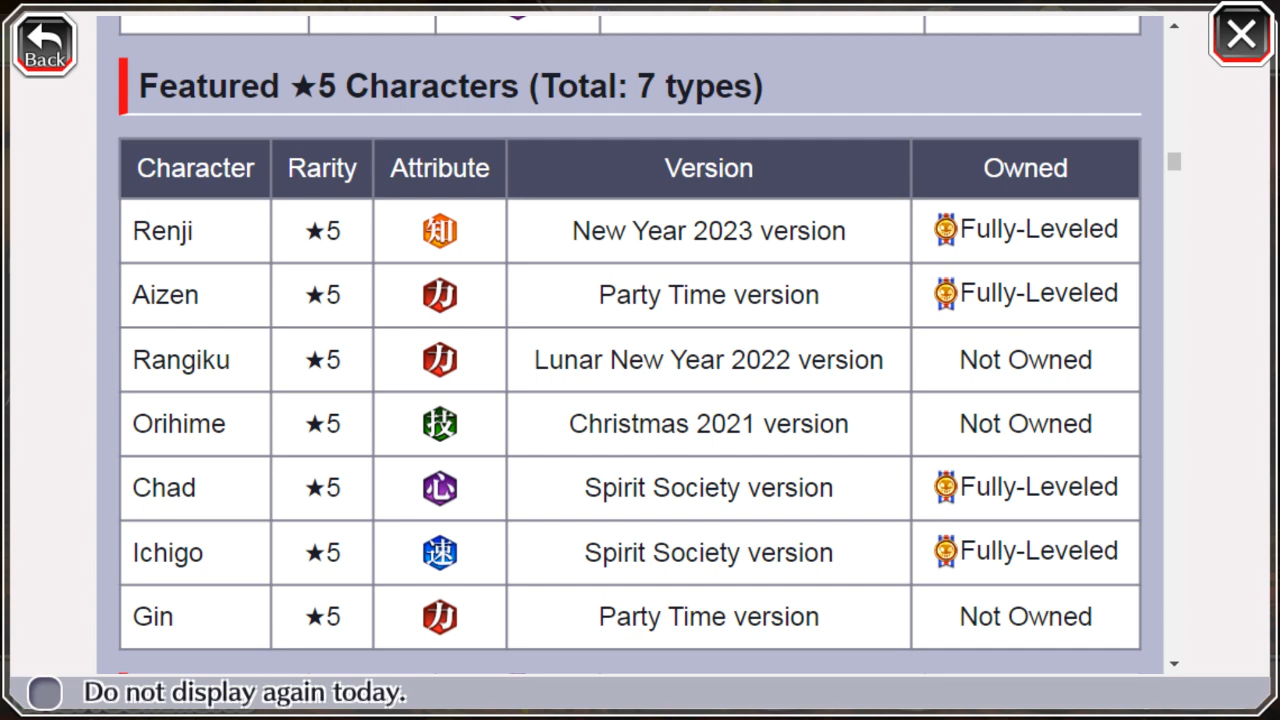 Back
Featured ★5 Characters (Total: 7 types)
Character Rarity Attribute Version Owned
Renji ★5 知 New Year 2023 version Fully-Leveled
Aizen ★5 力 Party Time version Fully-Leveled
Rangiku ★5 力 Lunar New Year 2022 version Not Owned
Orihime ★5 技 Christmas 2021 version Not Owned
Chad ★5 心 Spirit Society version Fully-Leveled
Ichigo ★5 速 Spirit Society version Fully-Leveled
Gin ★5 力 Party Time version Not Owned
Do not display again today.